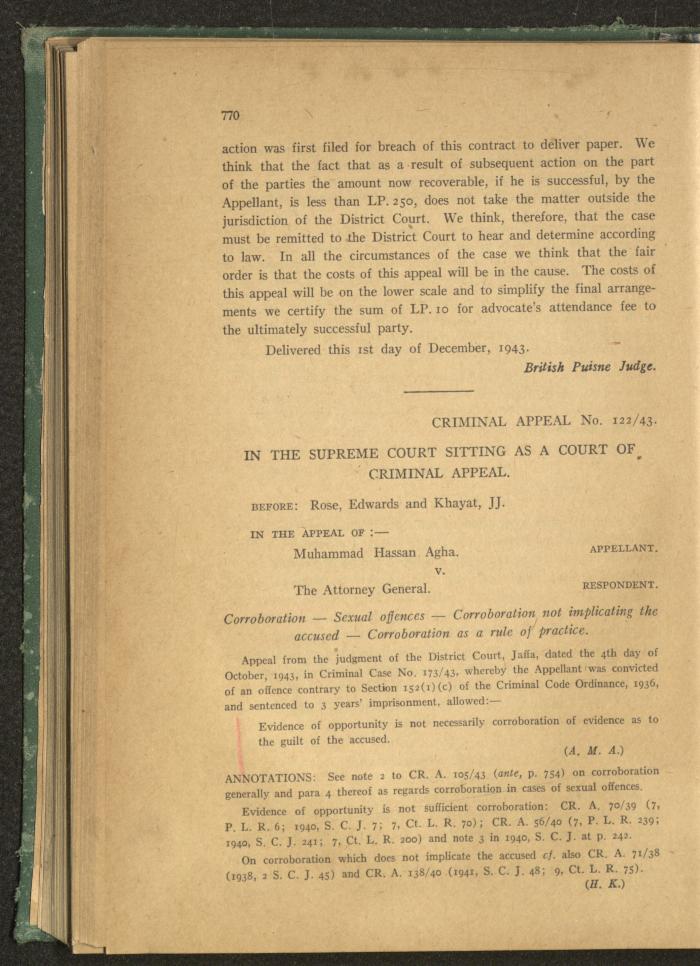 770
action was first filed for breach of this contract to deliver paper. We
think that the fact that as a result of subsequent action on the part
of the parties the amount now recoverable, if he is successful, by the
Appellant, is less than LP. 250, does not take the matter outside the
jurisdiction of the District Court. We think, therefore, that the case
must be remitted to the District Court to hear and determine according
to law. In all the circumstances of the case we think that the fair
order is that the costs of this appeal will be in the cause. The costs of
this appeal will be on the lower scale and to simplify the final arrange-
ments we certify the sum of LP. 10 for advocate's attendance fee to
the ultimately successful party.
Delivered this 1st day of December, 1943.
British Puisne Judge.
CRIMINAL APPEAL No. 122/43.
IN THE SUPREME COURT SITTING AS A COURT OF
CRIMINAL APPEAL.
BEFORE: Rose, Edwards and Khayat, JJ.
IN THE APPEAL OF :—
Muhammad Hassan Agha. APPELLANT.
v.
The Attorney General. RESPONDENT.
Corroboration — Sexual offences — Corroboration not implicating the
accused — Corroboration as a rule of practice.
Appeal from the judgment of the District Court, Jaffa, dated the 4th day of
October, 1943, in Criminal Case No. 173/43, whereby the Appellant was convicted
of an offence contrary to Section 152(1)(c) of the Criminal Code Ordinance, 1936,
and sentenced to 3 years' imprisonment, allowed:—
Evidence of opportunity is not necessarily corroboration of evidence as to
the guilt of the accused.
(A. M. A.)
ANNOTATIONS: See note 2 to CR. A. 105/43 (ante, p. 754) on corroboration
generally and para 4 thereof as regards corroboration in cases of sexual offences.
Evidence of opportunity is not sufficient corroboration: CR. A. 70/39 (7,
P. L. R. 6; 1940, S. C. J. 7; 7, Ct. L. R. 70); CR. A. 56/40 (7, P. L. R. 239;
1940, S. C. J. 241; 7, Ct. L. R. 200) and note 3 in 1940, S. C. J. at p. 242.
On corroboration which does not implicate the accused cf. also CR. A. 71/38
(1938, 2 S. C. J. 45) and CR. A. 138/40 (1941, S. C. J. 48; 9, Ct. L. R. 75).
(H. K.)